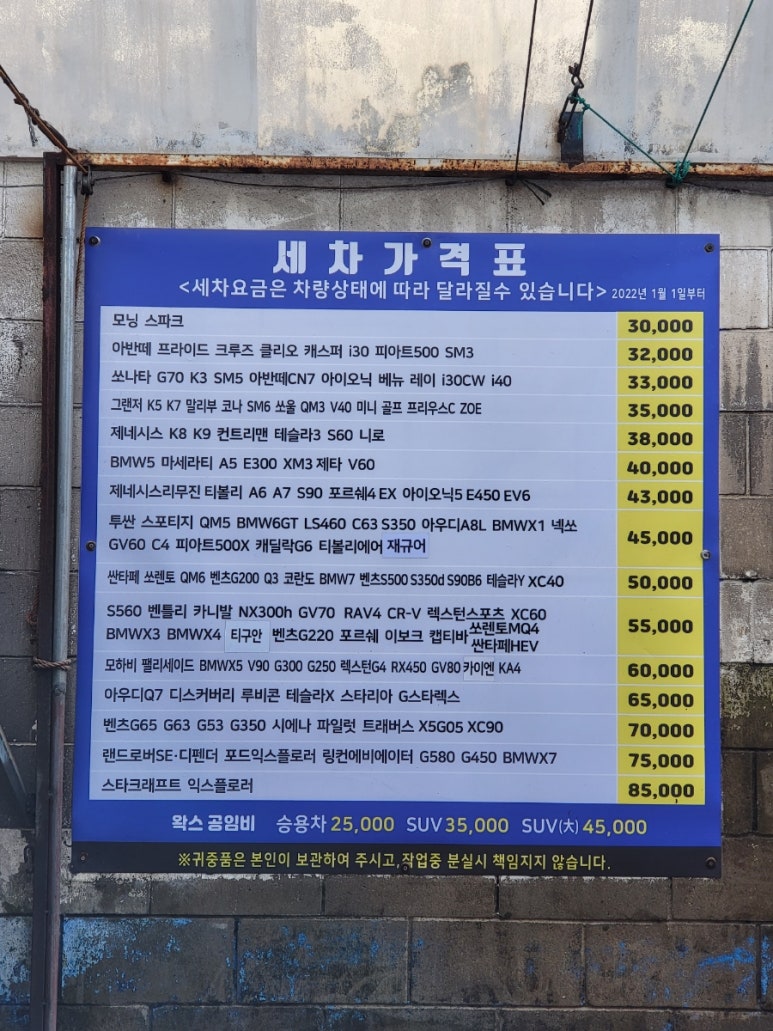 세차가격표
<세차요금은 차량상태에 따라 달라질수 있습니다> 2022년 1월 1일부터
모닝 스파크 30,000
아반떼 프라이드 크루즈 클리오 캐스퍼 i30 피아트500 SM3 32,000
쏘나타 G70 K3 SM5 아반떼CN7 아이오닉 베뉴 레이 i30CW i40 33,000
그랜저 K5 K7 말리부 코나 SM6 쏘울 QM3 V40 미니 골프 프리우스C ZOE 35,000
제네시스 K8 K9 컨트리맨 테슬라3 S60 니로 38,000
BMW5 마세라티 A5 E300 XM3 제타 V60 40,000
제네시스리무진 티볼리 A6 A7 S90 포르쉐4 EX 아이오닉5 E450 EV6 43,000
투싼 스포티지 QM5 BMW6GT LS460 C63 S350 아우디A8L BMWX1 넥쏘
GV60 C4 피아트500X 캐딜락G6 티볼리에어 재규어 45,000
싼타페 쏘렌토 QM6 벤츠G200 Q3 코란도 BMW7 벤츠S500 S350d S90B6 테슬라Y XC40 50,000
S560 벤틀리 카니발 NX300h GV70 RAV4 CR-V 렉스턴스포츠 XC60
BMWX3 BMWX4 티구안 벤츠G220 포르쉐 이보크 캡티바 쏘렌토MQ4 55,000
싼타페HEV
모하비 팰리세이드 BMWX5 V90 G300 G250 렉스턴G4 RX450 GV80 카이엔 KA4 60,000
아우디Q7 디스커버리 루비콘 테슬라X 스타리아 G스타렉스 65,000
벤츠G65 G63 G53 G350 시에나 파일럿 트래버스 X5G05 XC90 70,000
랜드로버SE·디펜더 포드익스플로러 링컨에비에이터 G580 G450 BMWX7 75,000
스타크래프트 익스플로러 85,000
왁스 공임비 승용차 25,000 SUV 35,000 SUV(大) 45,000
※귀중품은 본인이 보관하여 주시고,작업중 분실시 책임지지 않습니다.